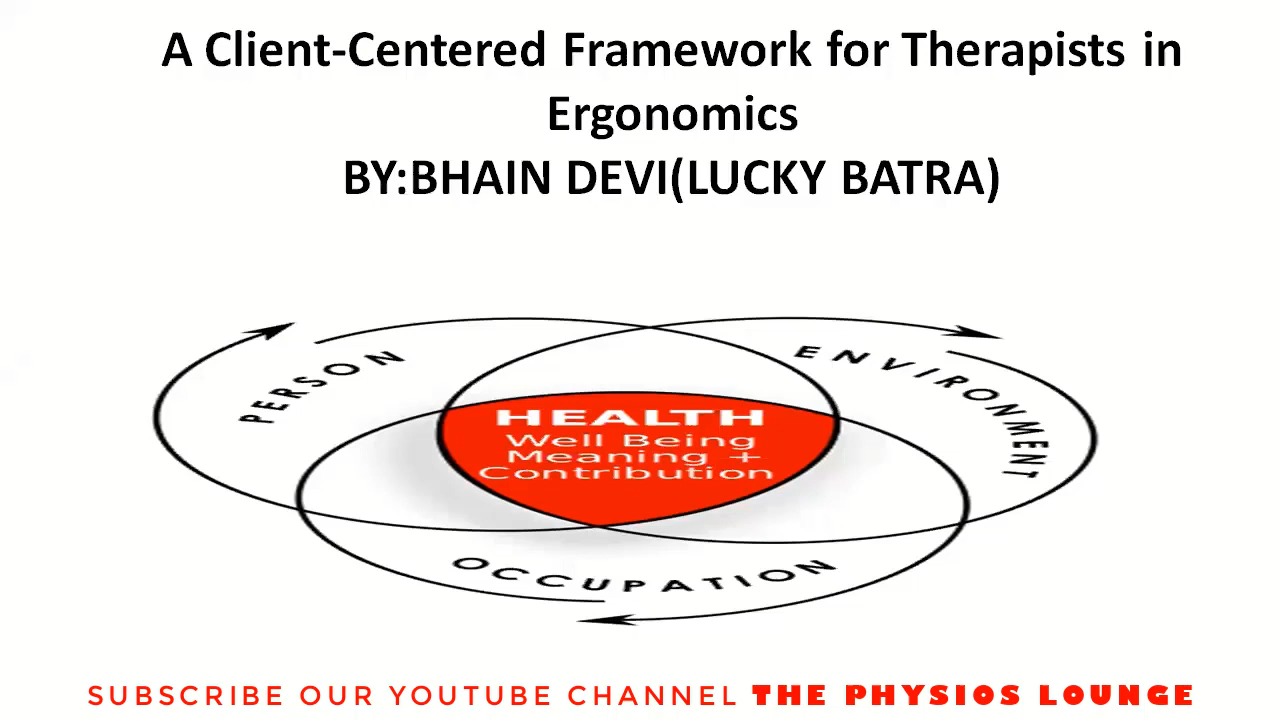 A Client-Centered Framework for Therapists in
Ergonomics
BY:BHAIN DEVI(LUCKY BATRA)
PERSON
ENVIRONMENT
HEALTH
Well Being
Meaning +
Contribution
OCCUPATION
SUBSCRIBE OUR YOUTUBE CHANNEL THE PHYSIOS LOUNGE